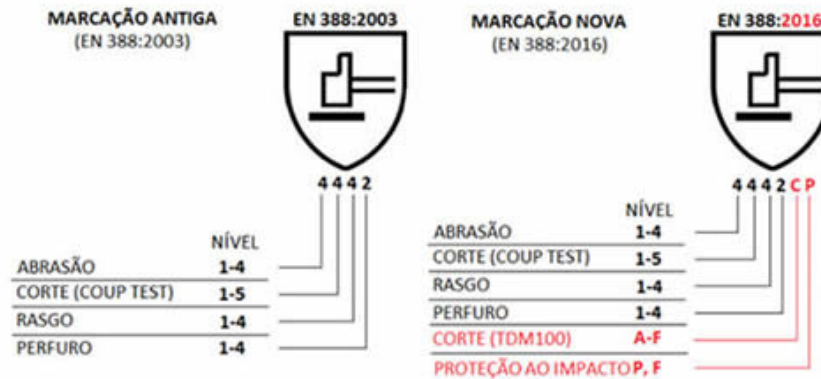 MARCAÇÃO ANTIGA
(EN 388:2003)
EN 388:2003
4 4 4 2
NÍVEL
ABRASÃO 1-4
CORTE (COUP TEST) 1-5
RASGO 1-4
PERFURO 1-4
MARCAÇÃO NOVA
(EN 388:2016)
EN 388:2016
4 4 4 2 C P
NÍVEL
ABRASÃO 1-4
CORTE (COUP TEST) 1-5
RASGO 1-4
PERFURO 1-4
CORTE (TDM100) A-F
PROTEÇÃO AO IMPACTO P, F